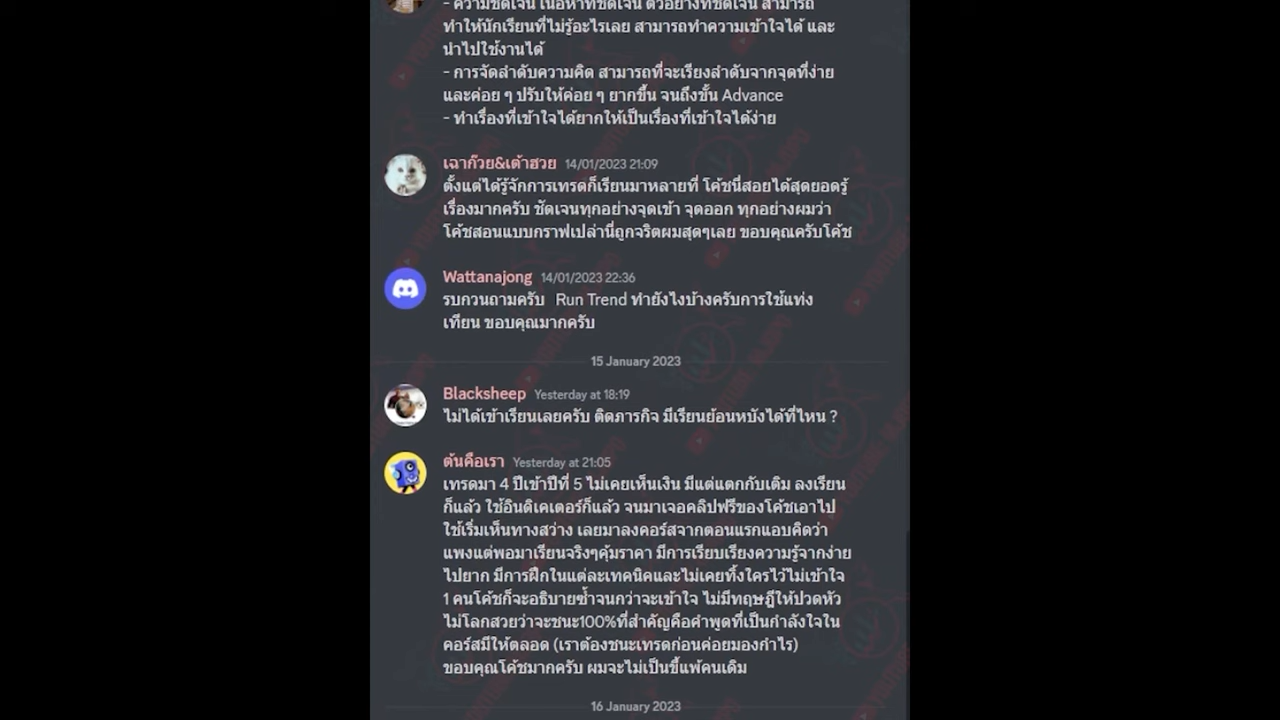 - ความชัดเจน เนื้อหาที่ชัดเจน ตัวอย่างที่ชัดเจน สามารถ
ทำให้นักเรียนที่ไม่รู้อะไรเลย สามารถทำความเข้าใจได้ และ
นำไปใช้งานได้
- การจัดลำดับความคิด สามารถที่จะเรียงลำดับจากจุดที่ง่าย
และค่อย ๆ ปรับให้ค่อย ๆ ยากขึ้น จนถึงขั้น Advance
- ทำเรื่องที่เข้าใจได้ยากให้เป็นเรื่องที่เข้าใจได้ง่าย
เฉาก๊วย&เต้าฮวย 14/01/2023 21:09
ตั้งแต่ได้รู้จักการเทรดก็เรียนมาหลายที่ โค้ชนี่สอยได้สุดยอดรู้
เรื่องมากครับ ชัดเจนทุกอย่างจุดเข้า จุดออก ทุกอย่างผมว่า
โค้ชสอนแบบกราฟเปล่านี่ถูกจริตผมสุดๆเลย ขอบคุณครับโค้ช
Wattanajong 14/01/2023 22:36
รบกวนถามครับ Run Trend ทำยังไงบ้างครับการใช้แท่ง
เทียน ขอบคุณมากครับ
15 January 2023
Blacksheep Yesterday at 18:19
ไม่ได้เข้าเรียนเลยครับ ติดภารกิจ มีเรียนย้อนหบังได้ที่ไหน ?
ต้นคือเรา Yesterday at 21:05
เทรดมา 4 ปีเข้าปีที่ 5 ไม่เคยเห็นเงิน มีแต่แตกกับเติม ลงเรียน
ก็แล้ว ใช้อินดิเคเตอร์ก็แล้ว จนมาเจอคลิปฟรีของโค้ชเอาไป
ใช้เริ่มเห็นทางสว่าง เลยมาลงคอร์สจากตอนแรกแอบคิดว่า
แพงแต่พอมาเรียนจริงๆคุ้มราคา มีการเรียบเรียงความรู้จากง่าย
ไปยาก มีการฝึกในแต่ละเทคนิคและไม่เคยทิ้งใครไว้ไม่เข้าใจ
1 คนโค้ชก็จะอธิบายซ้ำจนกว่าจะเข้าใจ ไม่มีทฤษฎีให้ปวดหัว
ไม่โลกสวยว่าจะชนะ100%ที่สำคัญคือคำพูดที่เป็นกำลังใจใน
คอร์สมีให้ตลอด (เราต้องชนะเทรดก่อนค่อยมองกำไร)
ขอบคุณโค้ชมากครับ ผมจะไม่เป็นขี้แพ้คนเดิม
16 January 2023